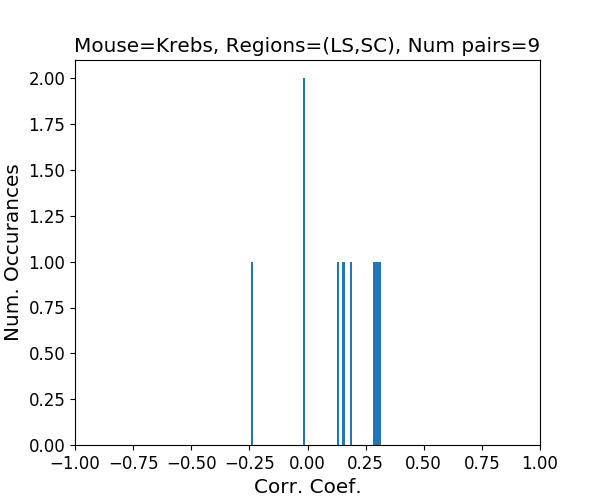 Mouse=Krebs, Regions=(LS,SC), Num pairs=9
2.00
1.75
1.50
1.25
1.00
0.75
0.50
0.25
0.00
Num. Occurances
−1.00 −0.75 −0.50 −0.25 0.00 0.25 0.50 0.75 1.00
Corr. Coef.